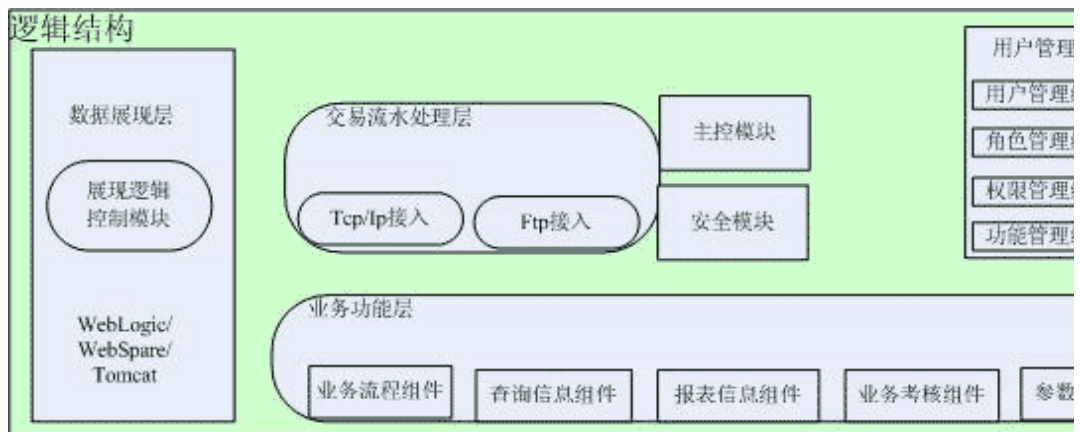 逻辑结构
数据展现层
展现逻辑
控制模块
WebLogic/
WebSpare/
Tomcat
交易流水处理层
Tcp/Ip接入
Ftp接入
主控模块
安全模块
用户管理
用户管理
角色管理
权限管理
功能管理
业务功能层
业务流程组件
查询信息组件
报表信息组件
业务考核组件
参数